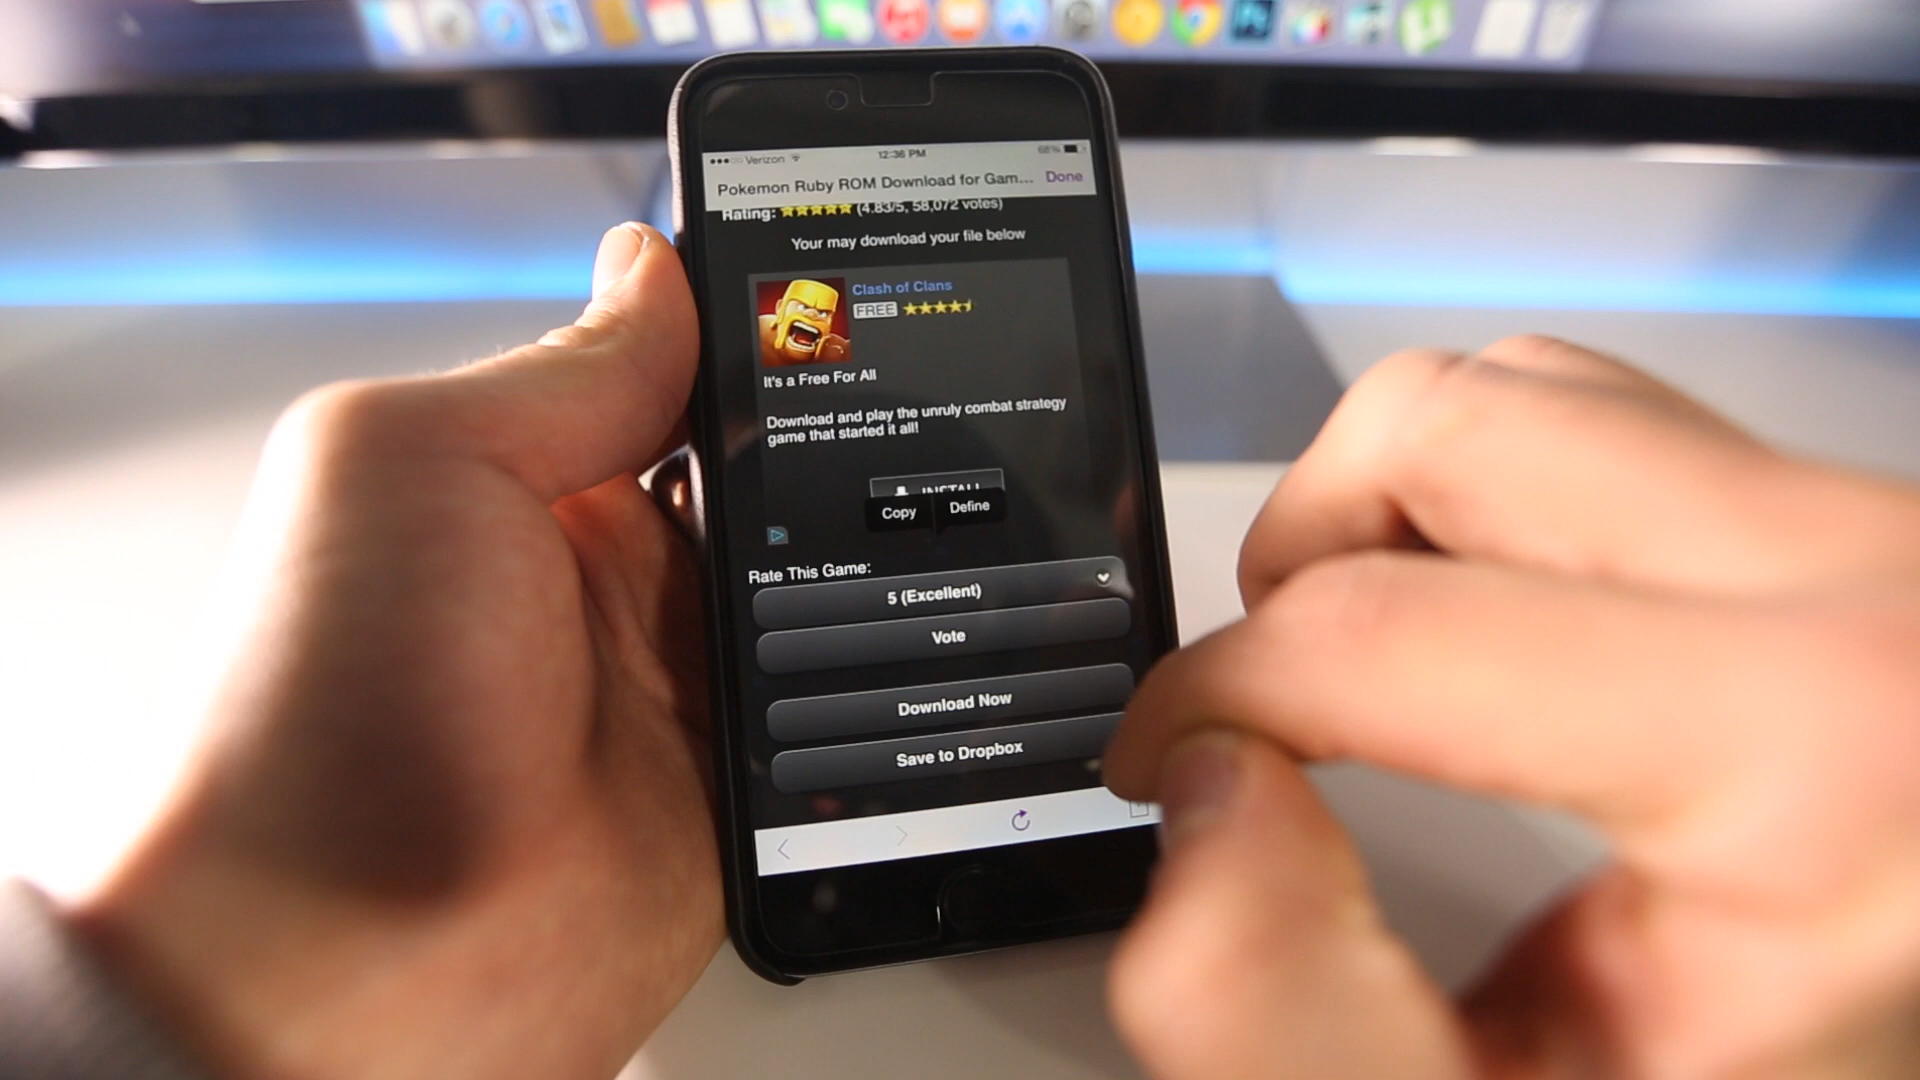 Verizon
12:36 PM
68%
Pokemon Ruby ROM Download for Gam...
Done
Rating: (4.83/5, 58,072 votes)
Your may download your file below
Clash of Clans
FREE
It's a Free For All
Download and play the unruly combat strategy
game that started it all!
INSTALL
Copy
Define
Rate This Game:
5 (Excellent)
Vote
Download Now
Save to Dropbox